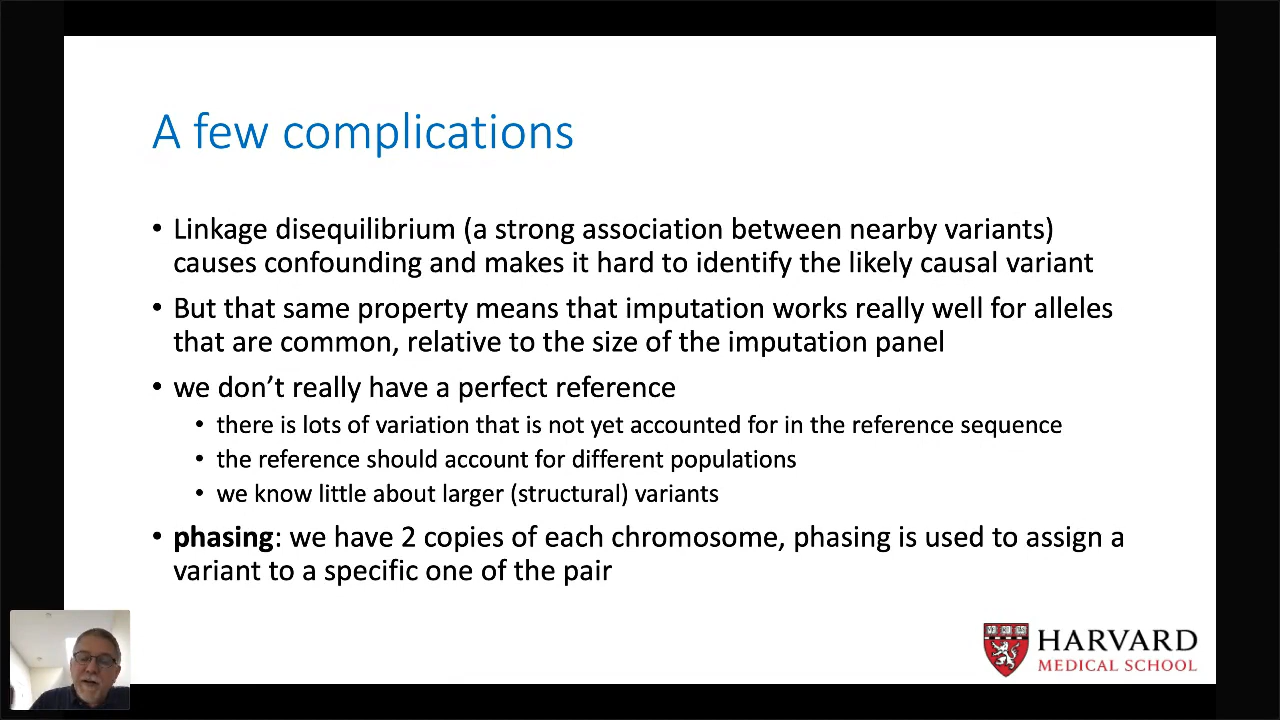 A few complications
• Linkage disequilibrium (a strong association between nearby variants)
causes confounding and makes it hard to identify the likely causal variant
• But that same property means that imputation works really well for alleles
that are common, relative to the size of the imputation panel
• we don’t really have a perfect reference
• there is lots of variation that is not yet accounted for in the reference sequence
• the reference should account for different populations
• we know little about larger (structural) variants
• phasing: we have 2 copies of each chromosome, phasing is used to assign a
variant to a specific one of the pair
HARVARD
MEDICAL SCHOOL